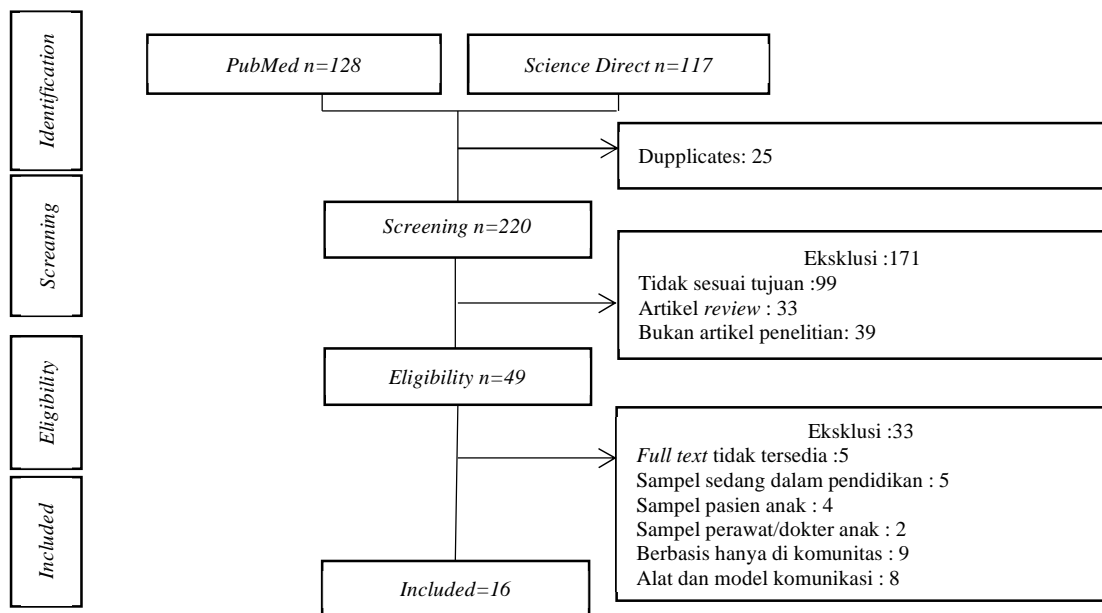 Identification
PubMed n=128
Science Direct n=117
Dupplicates: 25
Screaning
Screening n=220
Eksklusi :171
Tidak sesuai tujuan :99
Artikel review : 33
Bukan artikel penelitian: 39
Eligibility
Eligibility n=49
Eksklusi :33
Full text tidak tersedia :5
Sampel sedang dalam pendidikan : 5
Sampel pasien anak : 4
Sampel perawat/dokter anak : 2
Berbasis hanya di komunitas : 9
Alat dan model komunikasi : 8
Included
Included=16